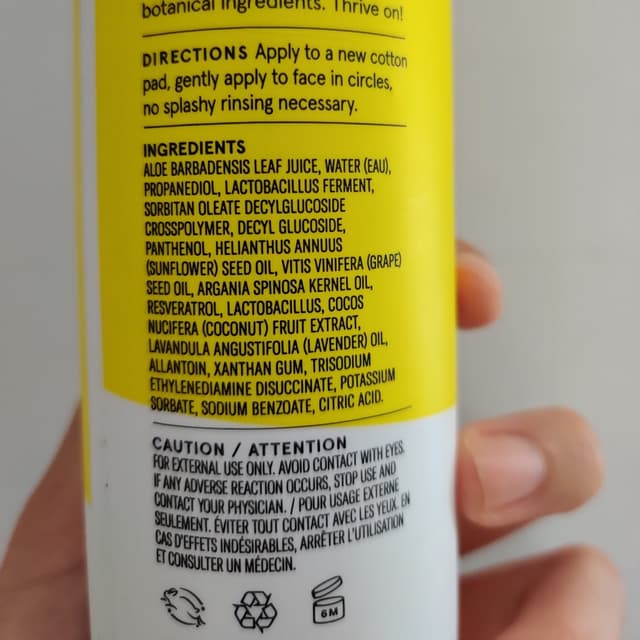 botanical ingredients. Thrive on!
DIRECTIONS Apply to a new cotton
pad, gently apply to face in circles,
no splashy rinsing necessary.
INGREDIENTS
ALOE BARBADENSIS LEAF JUICE, WATER (EAU),
PROPANEDIOL, LACTOBACILLUS FERMENT,
SORBITAN OLEATE DECYLGLUCOSIDE
CROSSPOLYMER, DECYL GLUCOSIDE,
PANTHENOL, HELIANTHUS ANNUUS
(SUNFLOWER) SEED OIL, VITIS VINIFERA (GRAPE)
SEED OIL, ARGANIA SPINOSA KERNEL OIL,
RESVERATROL, LACTOBACILLUS, COCOS
NUCIFERA (COCONUT) FRUIT EXTRACT,
LAVANDULA ANGUSTIFOLIA (LAVENDER) OIL,
ALLANTOIN, XANTHAN GUM, TRISODIUM
ETHYLENEDIAMINE DISUCCINATE, POTASSIUM
SORBATE, SODIUM BENZOATE, CITRIC ACID.
CAUTION / ATTENTION
FOR EXTERNAL USE ONLY. AVOID CONTACT WITH EYES.
IF ANY ADVERSE REACTION OCCURS, STOP USE AND
CONTACT YOUR PHYSICIAN. / POUR USAGE EXTERNE
SEULEMENT. ÉVITER TOUT CONTACT AVEC LES YEUX. EN
CAS D'EFFETS INDÉSIRABLES, ARRÊTER L'UTILISATION
ET CONSULTER UN MÉDECIN.
6M